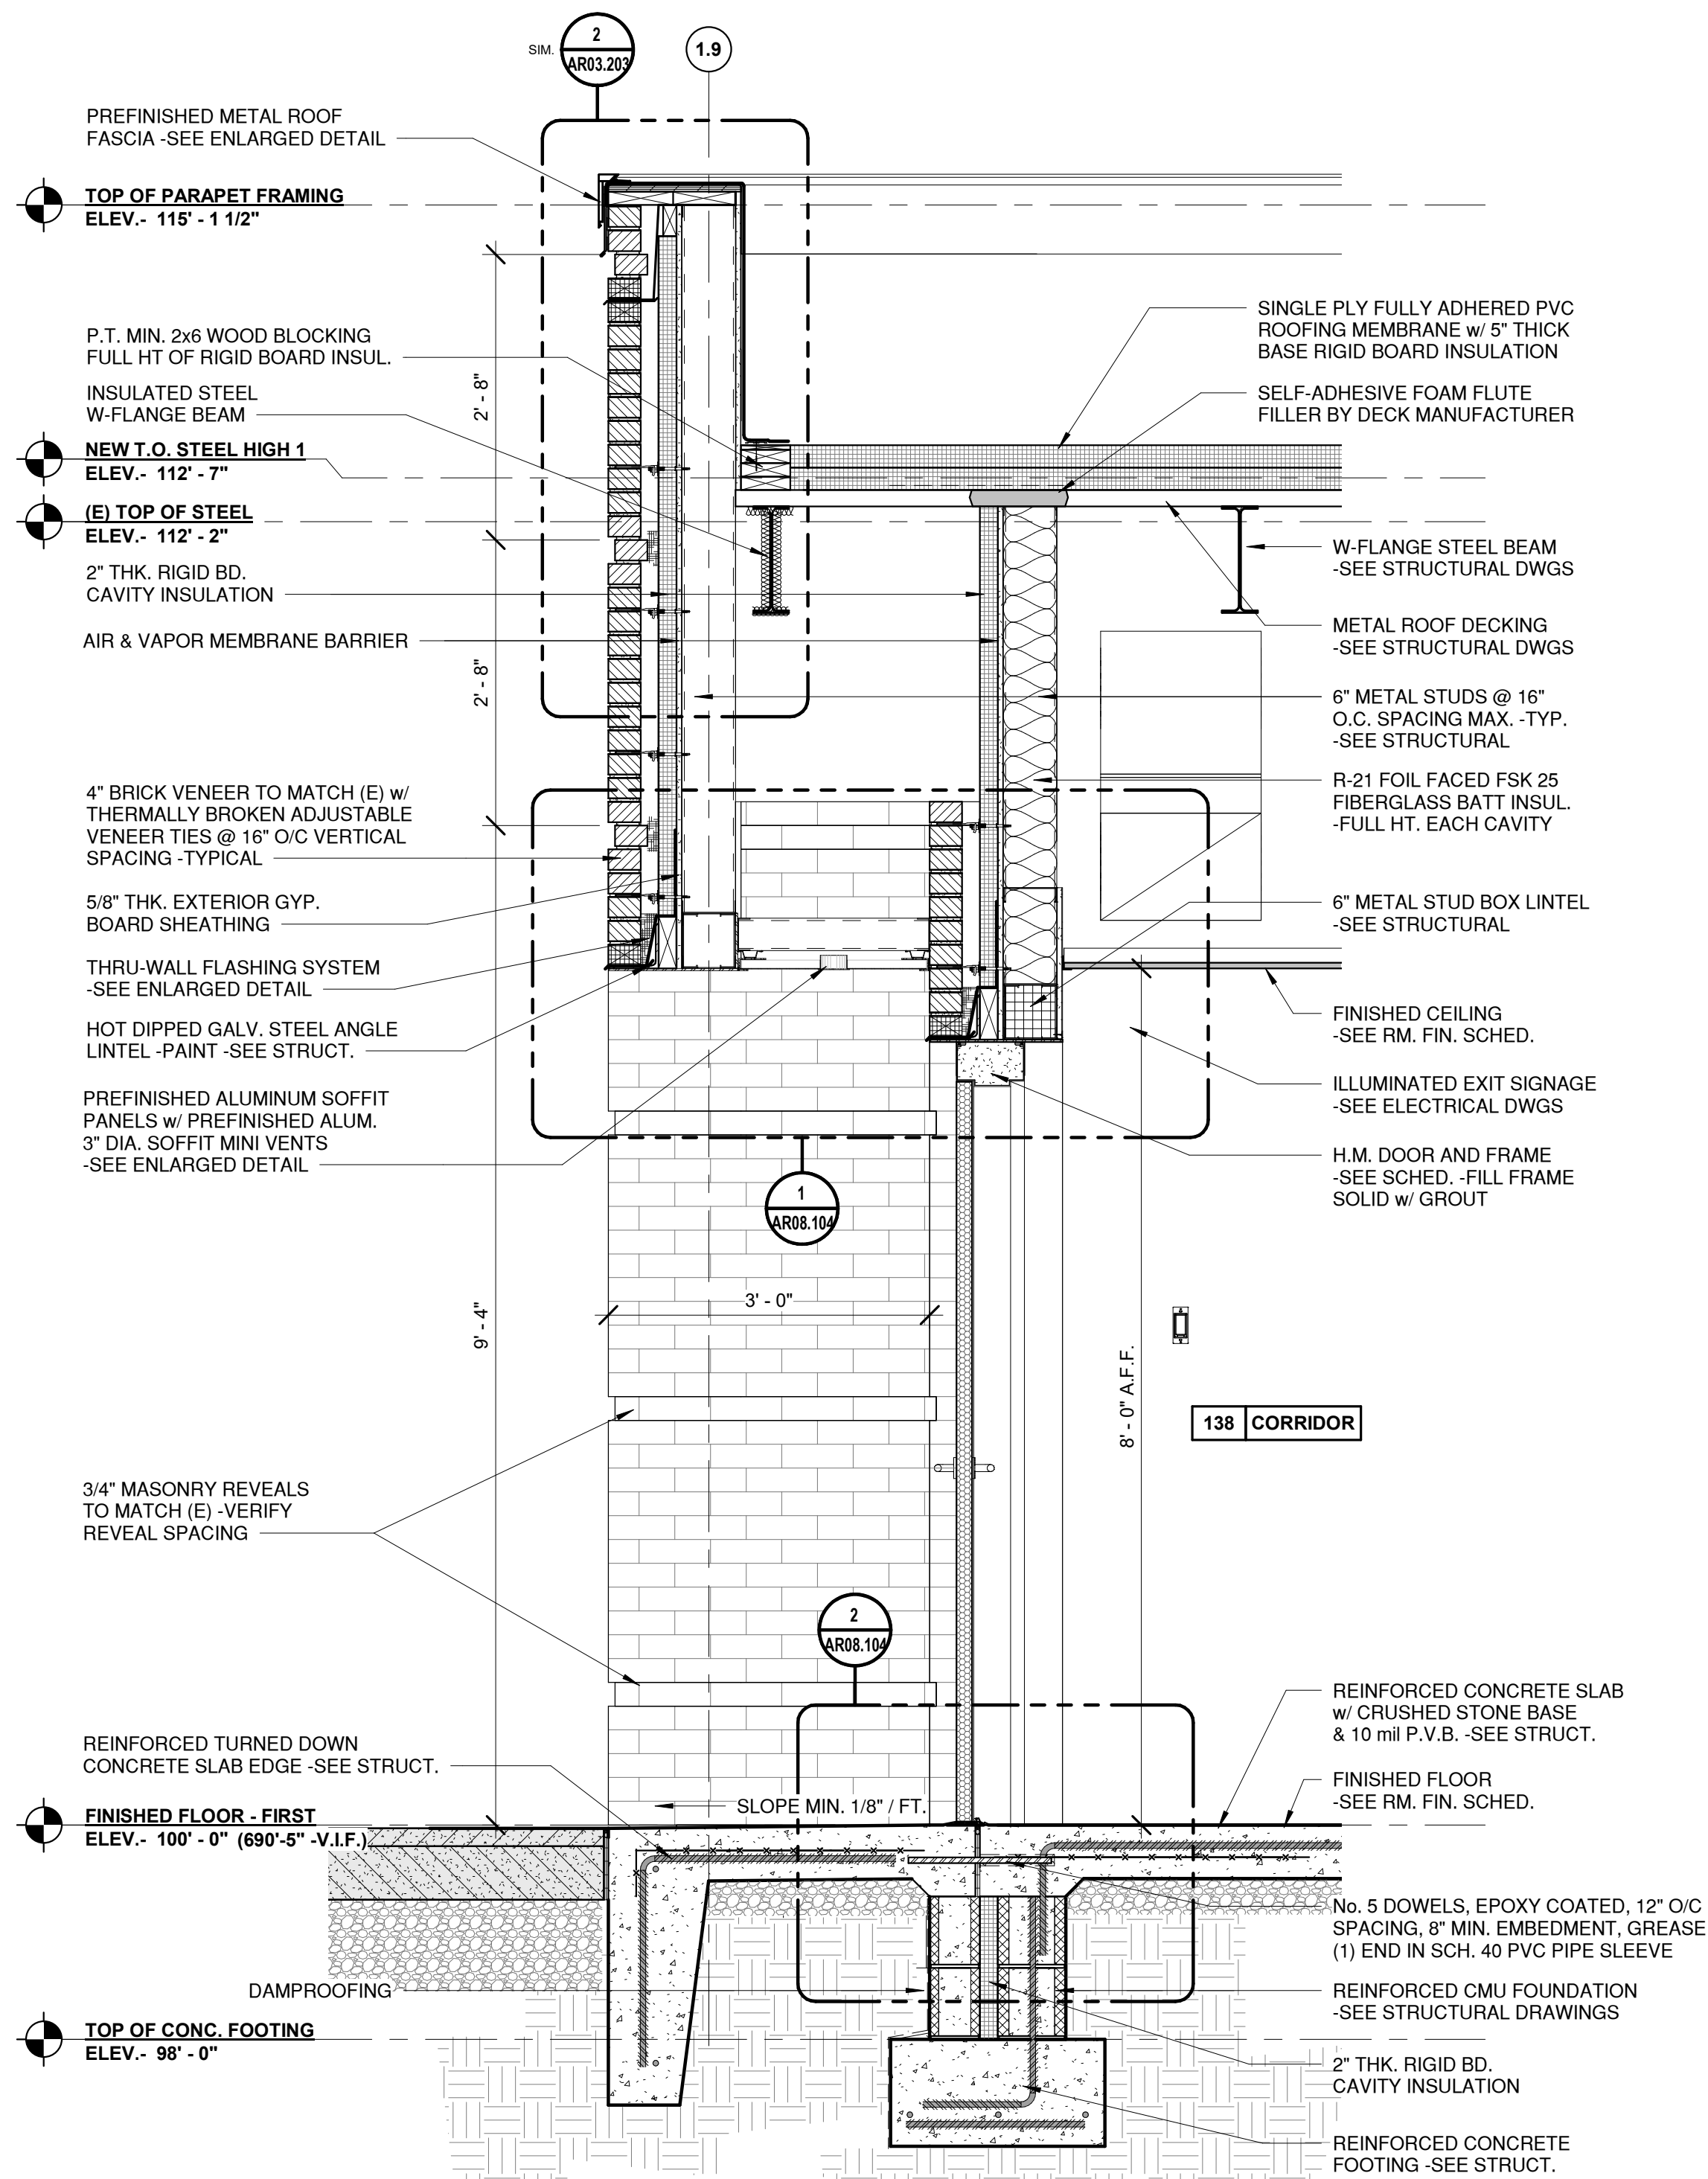 2
SIM.
AR03.203
1.9
PREFINISHED METAL ROOF
FASCIA -SEE ENLARGED DETAIL
TOP OF PARAPET FRAMING
ELEV.- 115' - 1 1/2"
2' - 8"
P.T. MIN. 2x6 WOOD BLOCKING
FULL HT OF RIGID BOARD INSUL.
INSULATED STEEL
W-FLANGE BEAM
NEW T.O. STEEL HIGH 1
ELEV.- 112' - 7"
(E) TOP OF STEEL
ELEV.- 112' - 2"
2" THK. RIGID BD.
CAVITY INSULATION
AIR & VAPOR MEMBRANE BARRIER
2' - 8"
4" BRICK VENEER TO MATCH (E) w/
THERMALLY BROKEN ADJUSTABLE
VENEER TIES @ 16" O/C VERTICAL
SPACING -TYPICAL
5/8" THK. EXTERIOR GYP.
BOARD SHEATHING
THRU-WALL FLASHING SYSTEM
-SEE ENLARGED DETAIL
HOT DIPPED GALV. STEEL ANGLE
LINTEL -PAINT -SEE STRUCT.
PREFINISHED ALUMINUM SOFFIT
PANELS w/ PREFINISHED ALUM.
3" DIA. SOFFIT MINI VENTS
-SEE ENLARGED DETAIL
SINGLE PLY FULLY ADHERED PVC
ROOFING MEMBRANE w/ 5" THICK
BASE RIGID BOARD INSULATION
SELF-ADHESIVE FOAM FLUTE
FILLER BY DECK MANUFACTURER
W-FLANGE STEEL BEAM
-SEE STRUCTURAL DWGS
METAL ROOF DECKING
-SEE STRUCTURAL DWGS
6" METAL STUDS @ 16"
O.C. SPACING MAX. -TYP.
-SEE STRUCTURAL
R-21 FOIL FACED FSK 25
FIBERGLASS BATT INSUL.
-FULL HT. EACH CAVITY
6" METAL STUD BOX LINTEL
-SEE STRUCTURAL
FINISHED CEILING
-SEE RM. FIN. SCHED.
ILLUMINATED EXIT SIGNAGE
-SEE ELECTRICAL DWGS
H.M. DOOR AND FRAME
-SEE SCHED. -FILL FRAME
SOLID w/ GROUT
1
AR08.104
9' - 4"
3' - 0"
8' - 0" A.F.F.
138 CORRIDOR
3/4" MASONRY REVEALS
TO MATCH (E) -VERIFY
REVEAL SPACING
2
AR08.104
REINFORCED TURNED DOWN
CONCRETE SLAB EDGE -SEE STRUCT.
SLOPE MIN. 1/8" / FT.
FINISHED FLOOR - FIRST
ELEV.- 100' - 0" (690'-5" -V.I.F.)
DAMPROOFING
TOP OF CONC. FOOTING
ELEV.- 98' - 0"
REINFORCED CONCRETE SLAB
w/ CRUSHED STONE BASE
& 10 mil P.V.B. -SEE STRUCT.
FINISHED FLOOR
-SEE RM. FIN. SCHED.
No. 5 DOWELS, EPOXY COATED, 12" O/C
SPACING, 8" MIN. EMBEDMENT, GREASE
(1) END IN SCH. 40 PVC PIPE SLEEVE
REINFORCED CMU FOUNDATION
-SEE STRUCTURAL DRAWINGS
2" THK. RIGID BD.
CAVITY INSULATION
REINFORCED CONCRETE
FOOTING -SEE STRUCT.